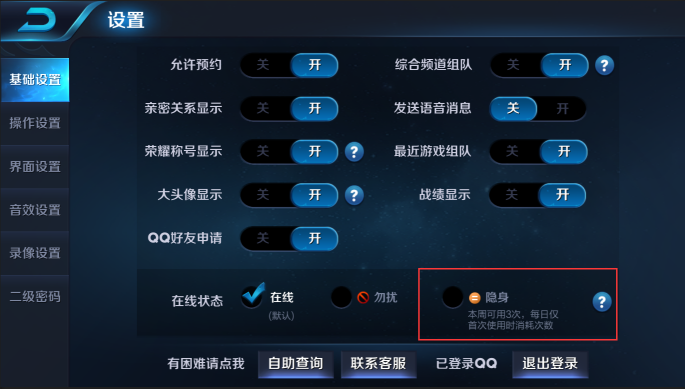 设置
基础设置
操作设置
界面设置
音效设置
录像设置
二级密码
允许预约 关 开 综合频道组队 关 开 ?
亲密关系显示 关 开 发送语音消息 关 开
荣耀称号显示 关 开 ? 最近游戏组队 关 开
大头像显示 关 开 ? 战绩显示 关 开
QQ好友申请 关 开
在线状态 在线 勿扰 隐身 ?
(默认)
本周可用3次，每日仅
首次使用时消耗次数
有困难请点我 自助查询 联系客服 已登录QQ 退出登录